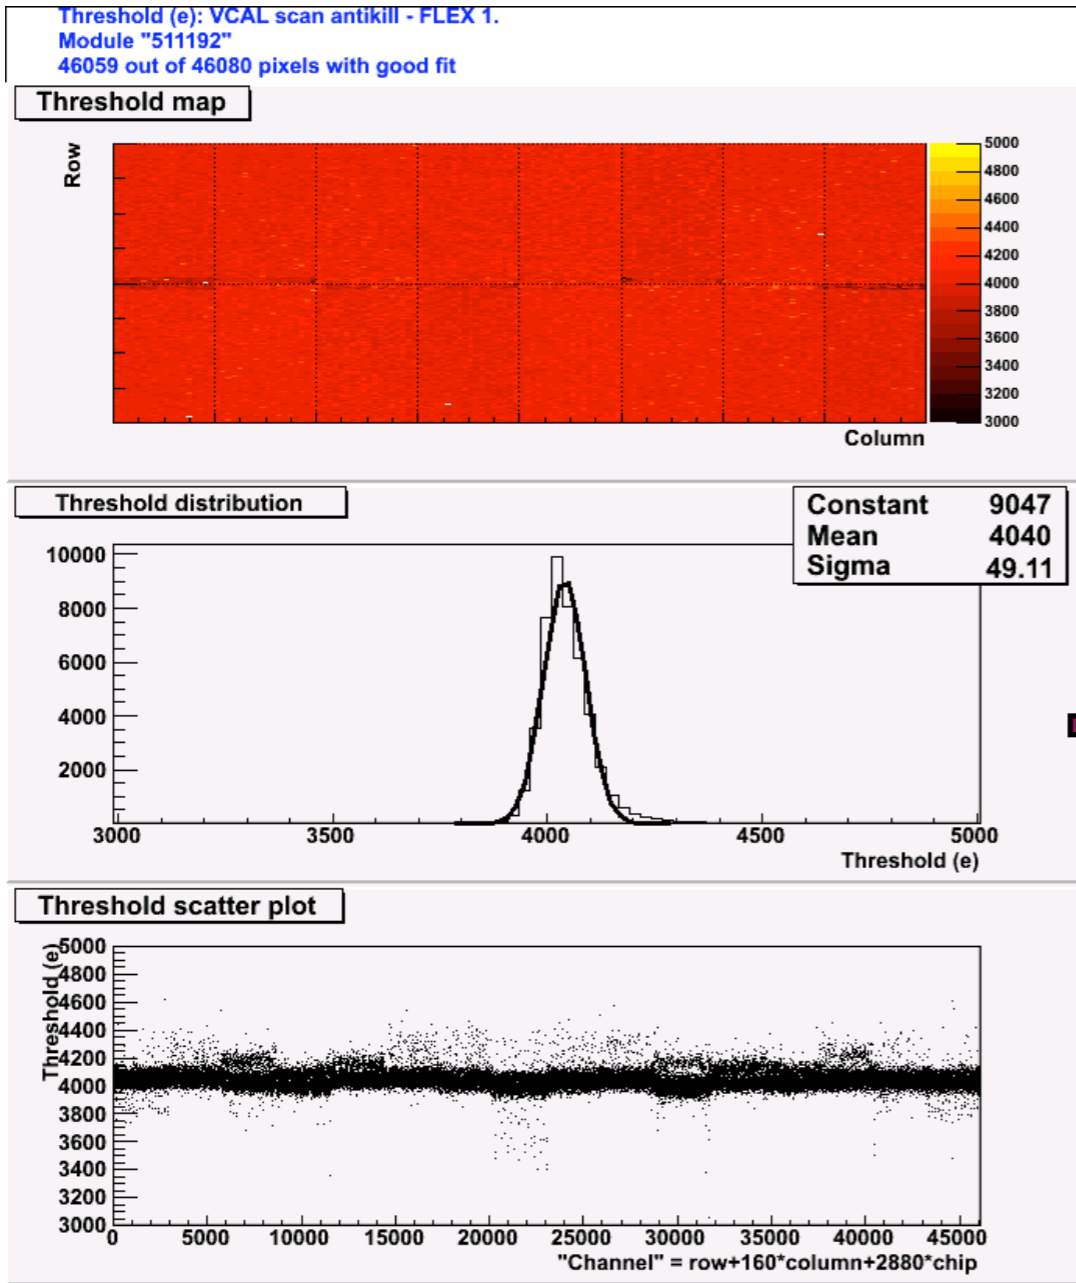 Threshold (e): VCAL scan antikill - FLEX 1.
Module "511192"
46059 out of 46080 pixels with good fit
Threshold map
Row
5000
4800
4600
4400
4200
4000
3800
3600
3400
3200
3000
Column
Threshold distribution
Constant 9047
Mean 4040
Sigma 49.11
10000
8000
6000
4000
2000
3000 3500 4000 4500 5000
Threshold (e)
Threshold scatter plot
Threshold (e)
5000
4800
4600
4400
4200
4000
3800
3600
3400
3200
3000
0 5000 10000 15000 20000 25000 30000 35000 40000 45000
"Channel" = row+160*column+2880*chip